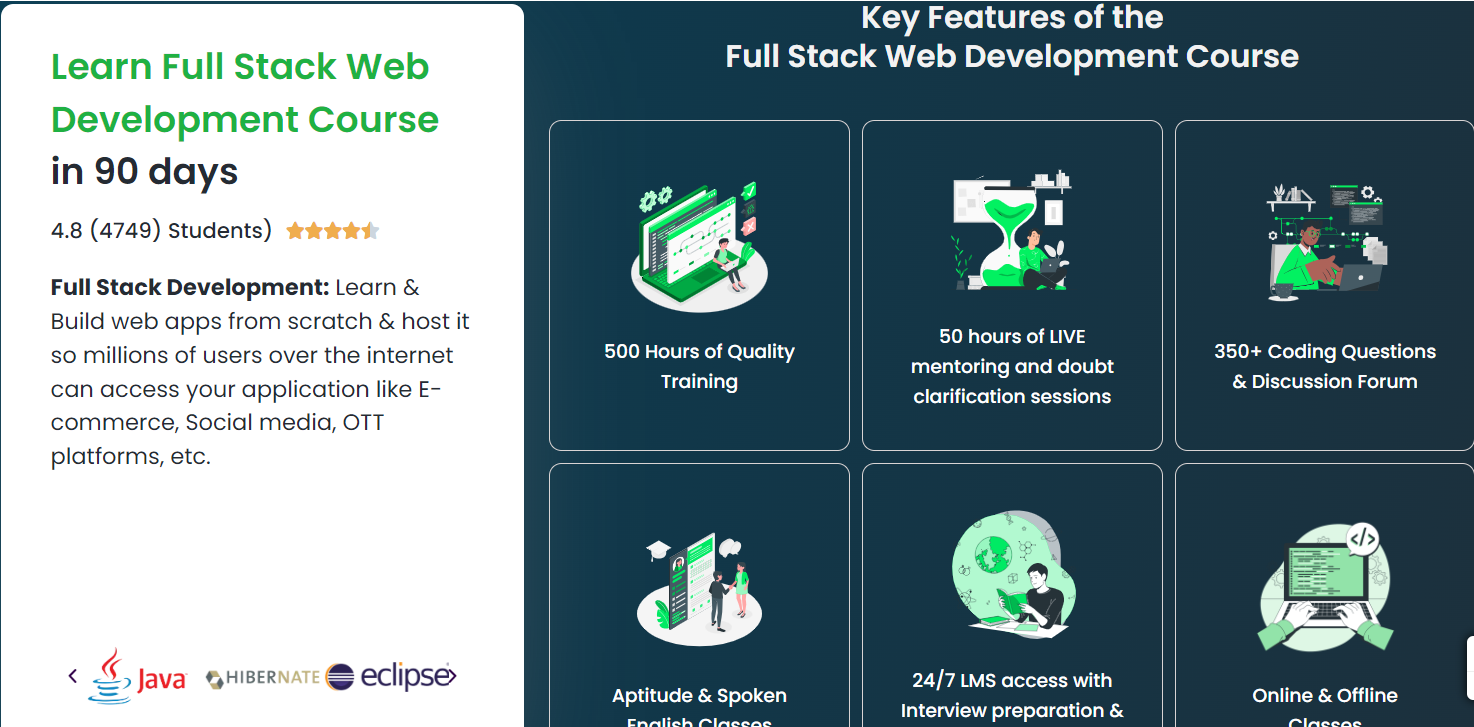 Learn Full Stack Web
Development Course
in 90 days
4.8 (4749) Students)
Full Stack Development: Learn &
Build web apps from scratch & host it
so millions of users over the internet
can access your application like E-
commerce, Social media, OTT
platforms, etc.
Java
HIBERNATE
eclipse
Key Features of the
Full Stack Web Development Course
500 Hours of Quality
Training
50 hours of LIVE
mentoring and doubt
clarification sessions
350+ Coding Questions
& Discussion Forum
Aptitude & Spoken
English Classes
24/7 LMS access with
Interview preparation &
</>
Online & Offline
Classes